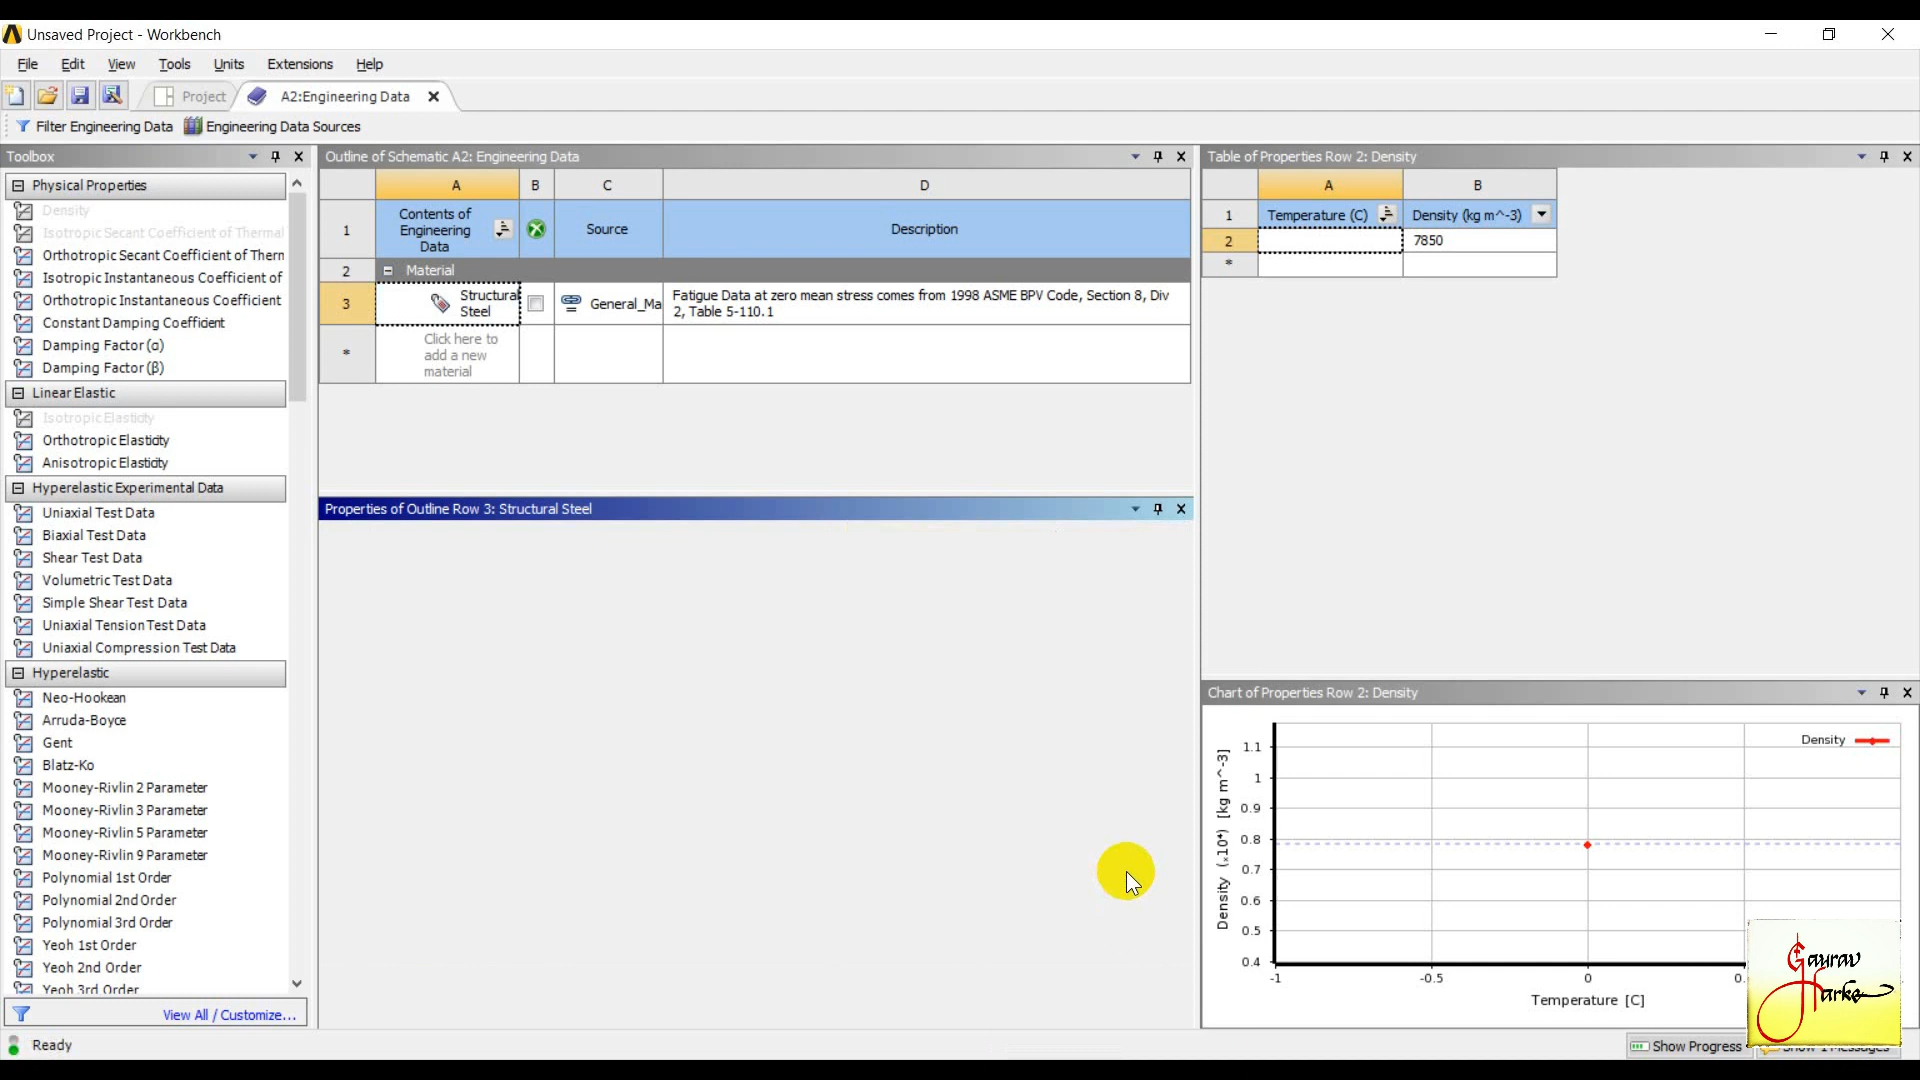 Unsaved Project - Workbench
File Edit View Tools Units Extensions Help
Project A2:Engineering Data
Filter Engineering Data Engineering Data Sources
Toolbox
Physical Properties
Density
Isotropic Secant Coefficient of Thermal
Orthotropic Secant Coefficient of Therm
Isotropic Instantaneous Coefficient of
Orthotropic Instantaneous Coefficient
Constant Damping Coefficient
Damping Factor (α)
Damping Factor (β)
Linear Elastic
Isotropic Elasticity
Orthotropic Elasticity
Anisotropic Elasticity
Hyperelastic Experimental Data
Uniaxial Test Data
Biaxial Test Data
Shear Test Data
Volumetric Test Data
Simple Shear Test Data
Uniaxial Tension Test Data
Uniaxial Compression Test Data
Hyperelastic
Neo-Hookean
Arruda-Boyce
Gent
Blatz-Ko
Mooney-Rivlin 2 Parameter
Mooney-Rivlin 3 Parameter
Mooney-Rivlin 5 Parameter
Mooney-Rivlin 9 Parameter
Polynomial 1st Order
Polynomial 2nd Order
Polynomial 3rd Order
Yeoh 1st Order
Yeoh 2nd Order
Yeoh 3rd Order
View All / Customize...
Ready
Outline of Schematic A2: Engineering Data
A B C D
1 Contents of Engineering Data Source Description
2 Material
3 Structural Steel General_Ma Fatigue Data at zero mean stress comes from 1998 ASME BPV Code, Section 8, Div
2, Table 5-110.1
* Click here to
add a new
material
Properties of Outline Row 3: Structural Steel
Table of Properties Row 2: Density
A B
1 Temperature (C) Density (kg m^-3)
2 7850
*
Chart of Properties Row 2: Density
Density
Density (x10⁴) [kg m^-3]
1.1
1
0.9
0.8
0.7
0.6
0.5
0.4
-1 -0.5 0 0.
Temperature [C]
Gaurav
Harke
Show Progress